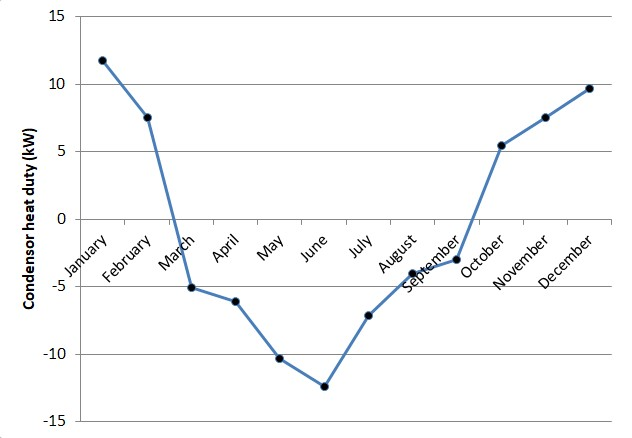 15
10
5
0
-5
-10
-15
Condensor heat duty (kW)
January
February
March
April
May
June
July
August
September
October
November
December